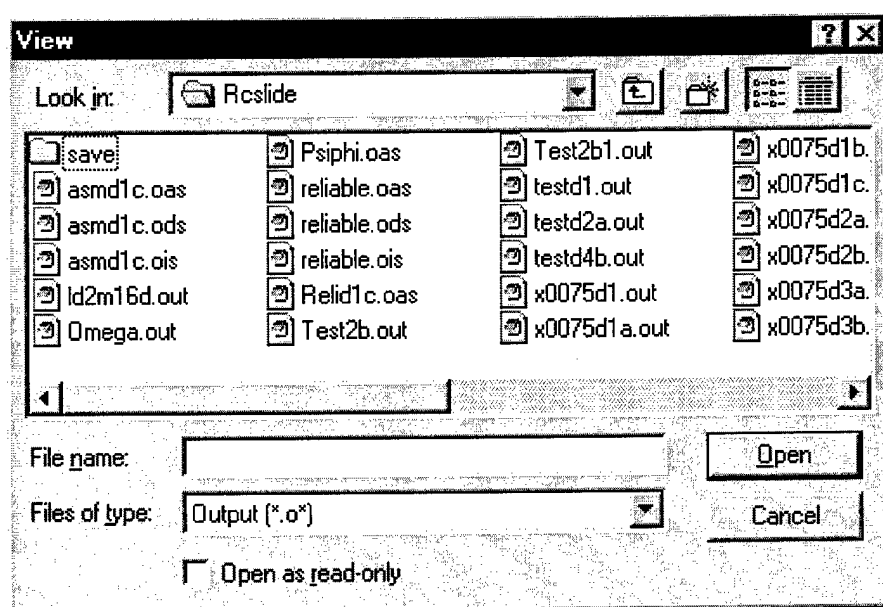 View
Look in: Rcslide
save
asmd1c.oas
asmd1c.ods
asmd1c.ois
ld2m16d.out
Omega.out
Psiphi.oas
reliable.oas
reliable.ods
reliable.ois
Relid1c.oas
Test2b.out
Test2b1.out
testd1.out
testd2a.out
testd4b.out
x0075d1.out
x0075d1a.out
x0075d1b.
x0075d1c.
x0075d2a.
x0075d2b.
x0075d3a.
x0075d3b.
File name: Open
Files of type: Output (*.o*) Cancel
Open as read-only